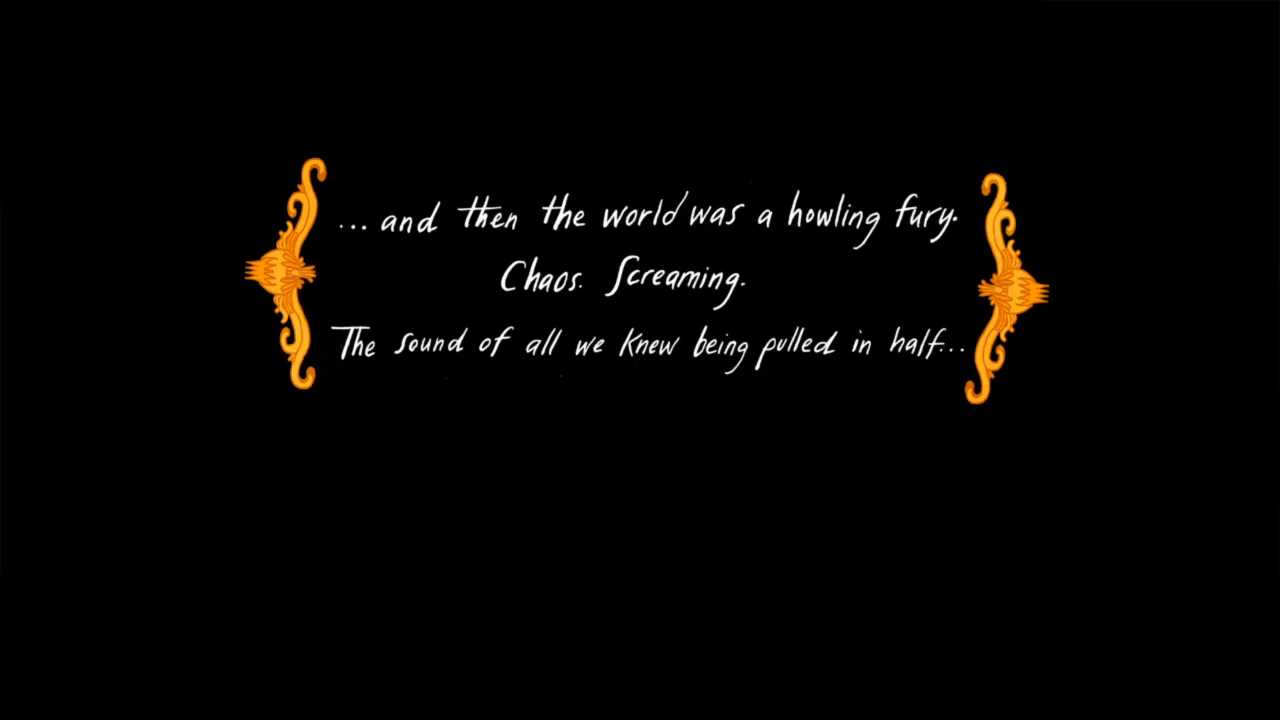 ... and then the world was a howling fury.
Chaos. Screaming.
The sound of all we knew being pulled in half...